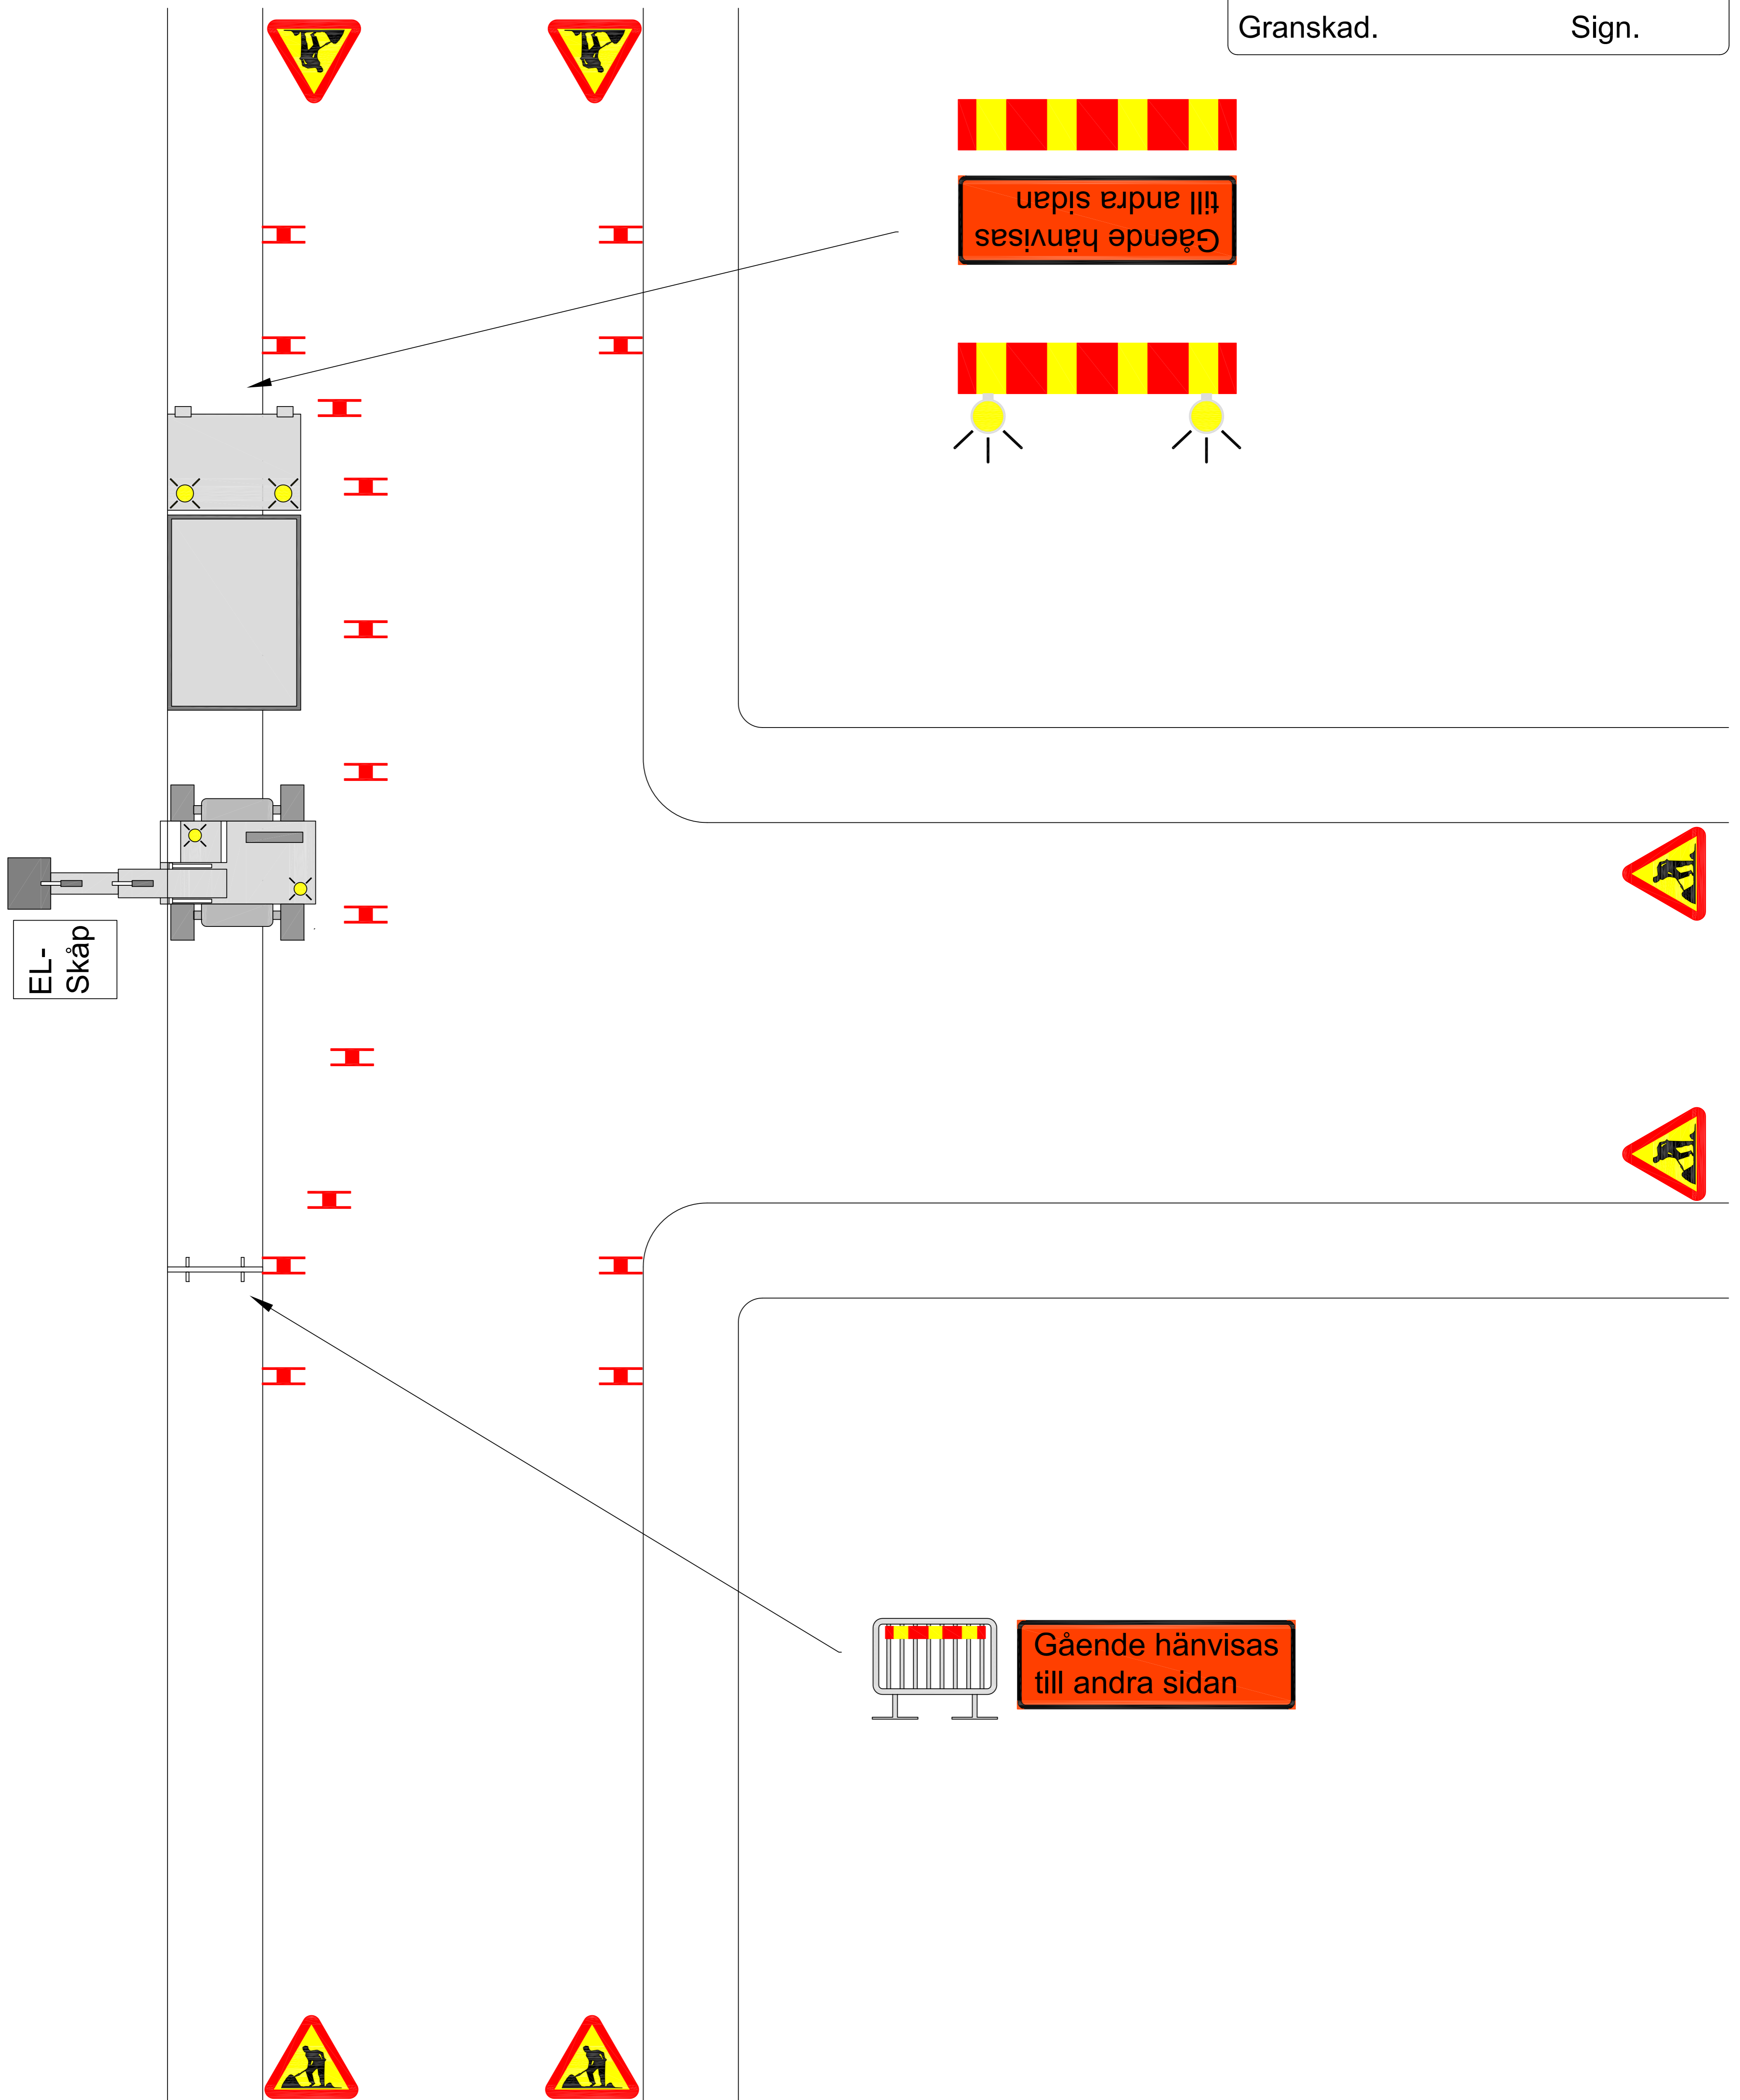 Granskad. Sign.
Gående hänvisas
till andra sidan
EL-
Skåp
Gående hänvisas
till andra sidan